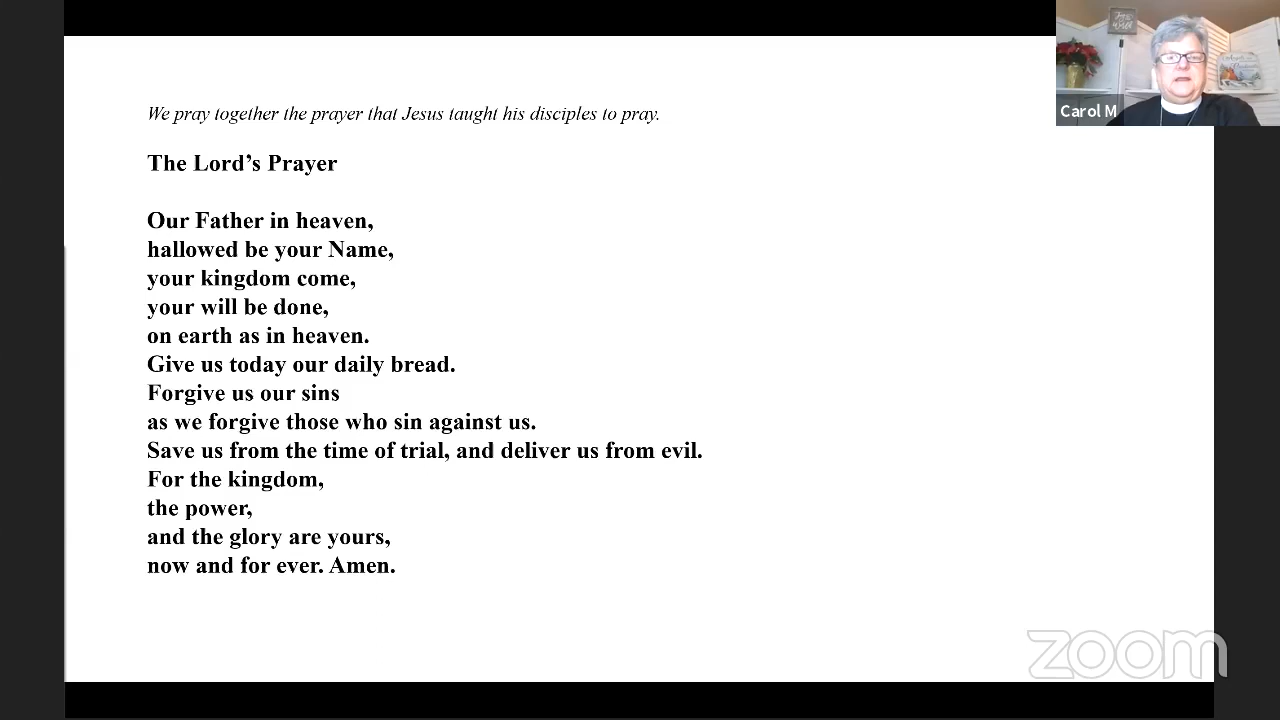 We pray together the prayer that Jesus taught his disciples to pray.
The Lord’s Prayer
Our Father in heaven,
hallowed be your Name,
your kingdom come,
your will be done,
on earth as in heaven.
Give us today our daily bread.
Forgive us our sins
as we forgive those who sin against us.
Save us from the time of trial, and deliver us from evil.
For the kingdom,
the power,
and the glory are yours,
now and for ever. Amen.
Carol M
zoom